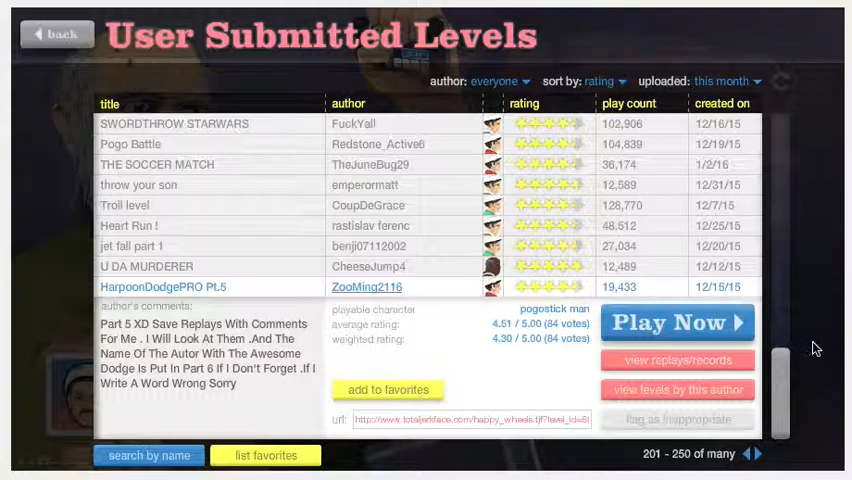 back
User Submitted Levels
author: everyone sort by: rating uploaded: this month
title author rating play count created on
SWORDTHROW STARWARS FuckYall 102,906 12/16/15
Pogo Battle Redstone_Active6 104,839 12/19/15
THE SOCCER MATCH TheJuneBug29 36,174 1/2/16
throw your son emperormatt 12,589 12/31/15
Troll level CoupDeGrace 128,770 12/7/15
Heart Run ! rastislav ferenc 48,512 12/25/15
jet fall part 1 benji07112002 27,034 12/20/15
U DA MURDERER CheeseJump4 12,489 12/12/15
HarpoonDodgePRO Pt.5 ZooMing2116 19,433 12/15/15
author's comments:
Part 5 XD Save Replays With Comments
For Me . I Will Look At Them .And The
Name Of The Autor With The Awesome
Dodge Is Put In Part 6 If I Don't Forget .If I
Write A Word Wrong Sorry
playable character pogostick man
average rating: 4.51 / 5.00 (84 votes)
weighted rating: 4.30 / 5.00 (84 votes)
add to favorites
url: http://www.totaljerkface.com/happy_wheels.tjf?level_id=8
Play Now
view replays/records
view levels by this author
flag as inappropriate
search by name list favorites 201 - 250 of many